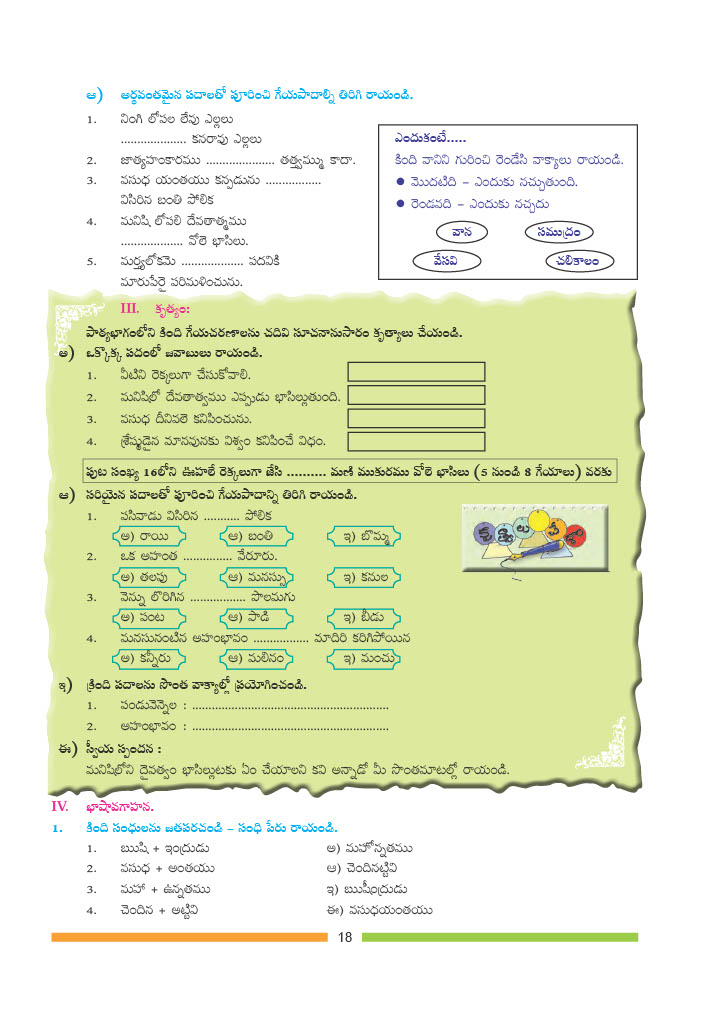 ఆ) అర్థవంతమైన పదాలతో పూరించి గేయపాదాల్ని తిరిగి రాయండి.
1. నింగి లోపల లేవు ఎల్లలు
.................... కనరావు ఎల్లలు
2. జాత్యహంకారము ..................... తత్త్వమ్ము కాదా.
3. వసుధ యంతయు కన్పడును .................
విసిరిన బంతి పోలిక
4. మనిషి లోపలి దేవతాత్మము
................... వోలె భాసిలు.
5. మర్త్యలోకమె ................... పదవికి
మారుపేరై పరిమళించును.
ఎందుకంటే.....
కింది వానిని గురించి రెండేసి వాక్యాలు రాయండి.
● మొదటిది – ఎందుకు నచ్చుతుంది.
● రెండవది – ఎందుకు నచ్చదు
వాన సముద్రం
వేసవి చలికాలం
III. కృత్యం:
పాఠ్యభాగంలోని కింది గేయచరణాలను చదివి సూచనానుసారం కృత్యాలు చేయండి.
అ) ఒక్కొక్క పదంలో జవాబులు రాయండి.
1. వీటిని రెక్కలుగా చేసుకోవాలి.
2. మనిషిలో దేవతాత్వము ఎప్పుడు భాసిల్లుతుంది.
3. వసుధ దీనివలె కనిపించును.
4. శ్రేష్ఠుడైన మానవునకు విశ్వం కనిపించే విధం.
పుట సంఖ్య 16లోని ఊహలే రెక్కలుగా జేసి .......... మణి ముకురము వోలె భాసిలు (5 నుండి 8 గేయాలు) వరకు
ఆ) సరియైన పదాలతో పూరించి గేయపాదాన్ని తిరిగి రాయండి.
1. పసివాడు విసిరిన ........... పోలిక
అ) రాయి ఆ) బంతి ఇ) బొమ్మ
2. ఒక అహంత ............... వేరూరు.
అ) తలపు ఆ) మనస్సు ఇ) కనుల
3. వెన్ను లొరిగిన ................. పొలమగు
అ) పంట ఆ) పాడి ఇ) బీడు
4. మనసునంటిన అహంభావం ................. మాదిరి కరిగిపోయిన
అ) కన్నీరు ఆ) మలినం ఇ) మంచు
ఇ) క్రింది పదాలను సొంత వాక్యాల్లో ప్రయోగించండి.
1. పండువెన్నెల : ............................................................
2. అహంభావం : ............................................................
ఈ) స్వీయ స్పందన :
మనిషిలోని దైవత్వం భాసిల్లుటకు ఏం చేయాలని కవి అన్నాడో మీ సొంతమాటల్లో రాయండి.
IV. భాషావగాహన.
1. కింది సంధులను జతపరచండి – సంధి పేరు రాయండి.
1. ఋషి + ఇంద్రుడు అ) మహోన్నతము
2. వసుధ + అంతయు ఆ) చెందినట్టివి
3. మహా + ఉన్నతము ఇ) ఋషీంద్రుడు
4. చెందిన + అట్టివి ఈ) వసుధయంతయు
18